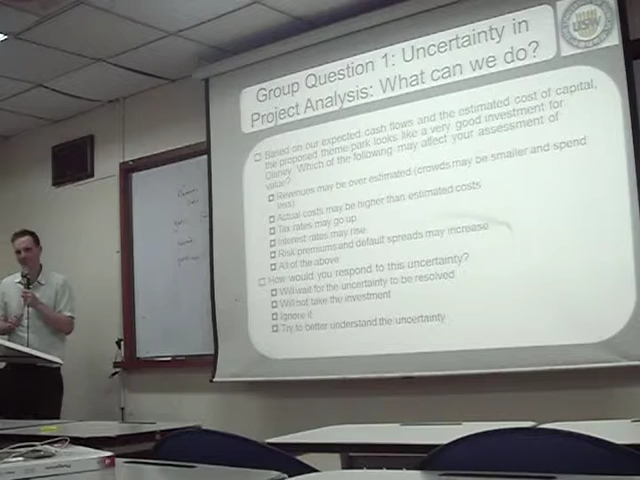 Group Question 1: Uncertainty in
Project Analysis: What can we do?
Based on our expected cash flows and the estimated cost of capital,
the proposed theme park looks like a very good investment for
Disney. Which of the following may affect your assessment of
value?
Revenues may be over estimated (crowds may be smaller and spend
less)
Actual costs may be higher than estimated costs
Tax rates may go up
Interest rates may rise
Risk premiums and default spreads may increase
All of the above
How would you respond to this uncertainty?
Will wait for the uncertainty to be resolved
Will not take the investment
Ignore it
Try to better understand the uncertainty